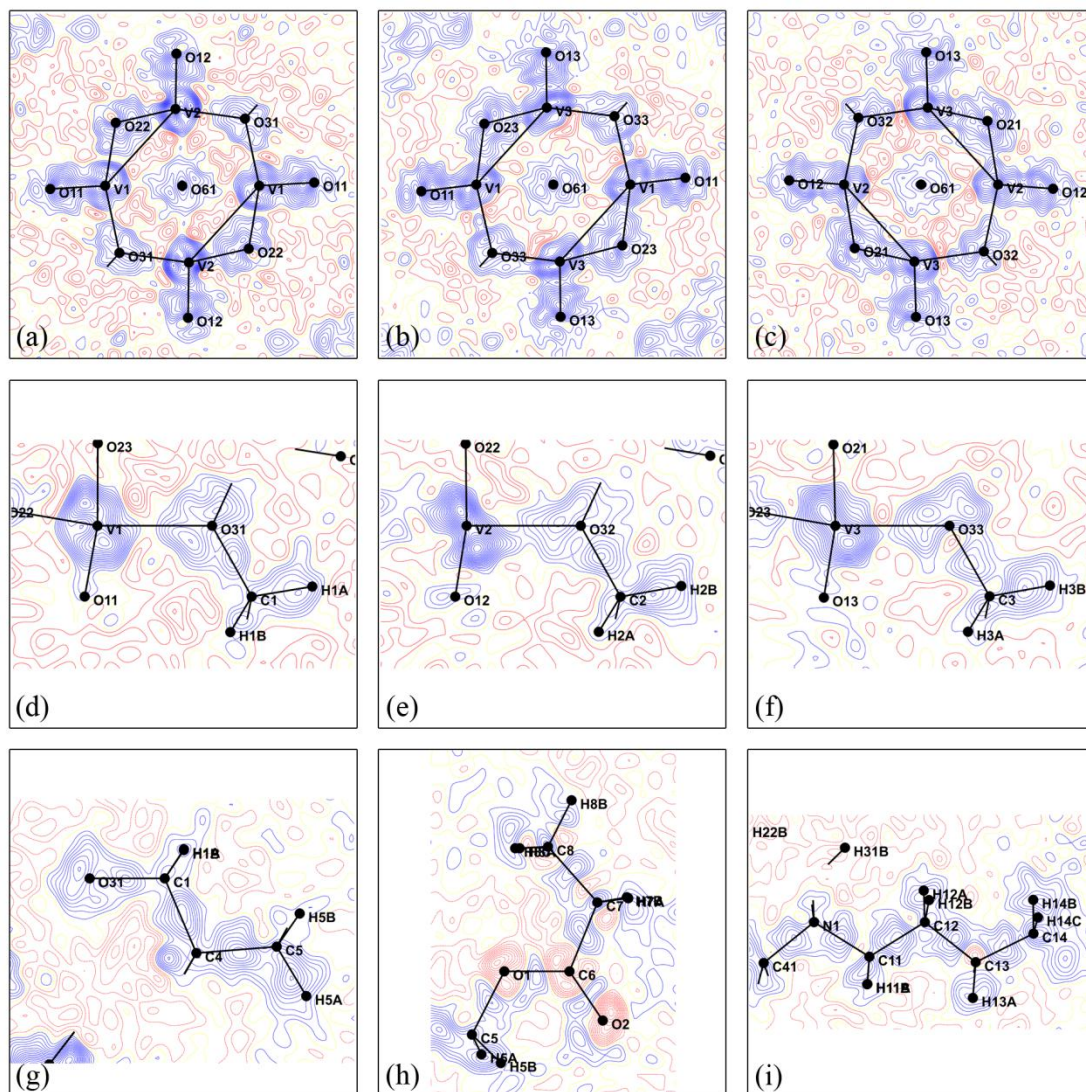 O12
V2
O22
O31
O11
V1
O61
V1
O11
O31
V2
O22
O12
(a)
O13
V3
O23
O33
O11
V1
O61
V1
O11
O33
V3
O23
O13
(b)
O13
V3
O32
O21
O12
V2
O61
V2
O12
O21
V3
O32
O13
(c)
O23
O22
V1
O31
O11
C1
H1A
H1B
(d)
O22
V2
O32
O12
C2
H2B
H2A
(e)
O21
O23
V3
O33
O13
C3
H3B
H3A
(f)
O31
C1
H5B
C4
C5
H5A
(g)
H8B
C8
C7
O1
C6
O2
C5
H5A
H5B
(h)
H22B
H31B
H12A
H12B
H14B
H14C
N1
C12
C14
C41
C11
C13
H13A
(i)